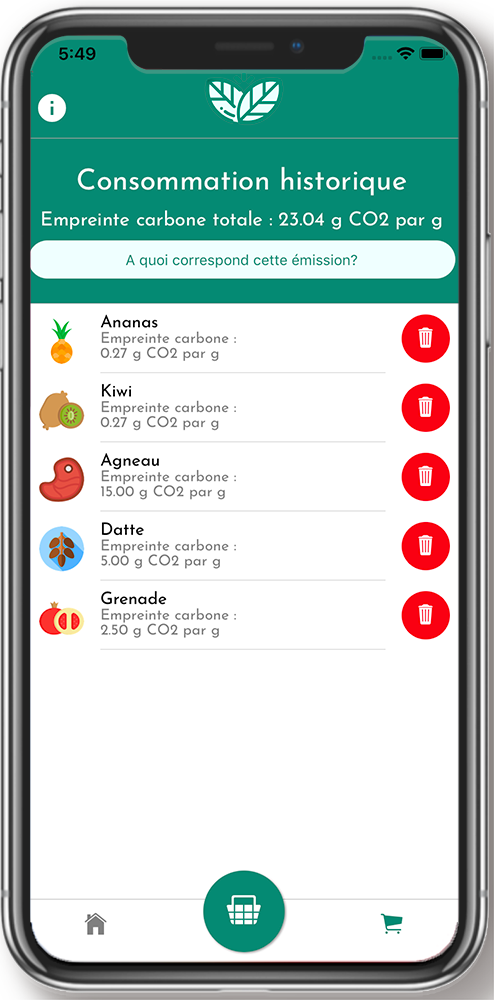 5:49
i
Consommation historique
Empreinte carbone totale : 23.04 g CO2 par g
A quoi correspond cette émission?
Ananas
Empreinte carbone :
0.27 g CO2 par g
Kiwi
Empreinte carbone :
0.27 g CO2 par g
Agneau
Empreinte carbone :
15.00 g CO2 par g
Datte
Empreinte carbone :
5.00 g CO2 par g
Grenade
Empreinte carbone :
2.50 g CO2 par g